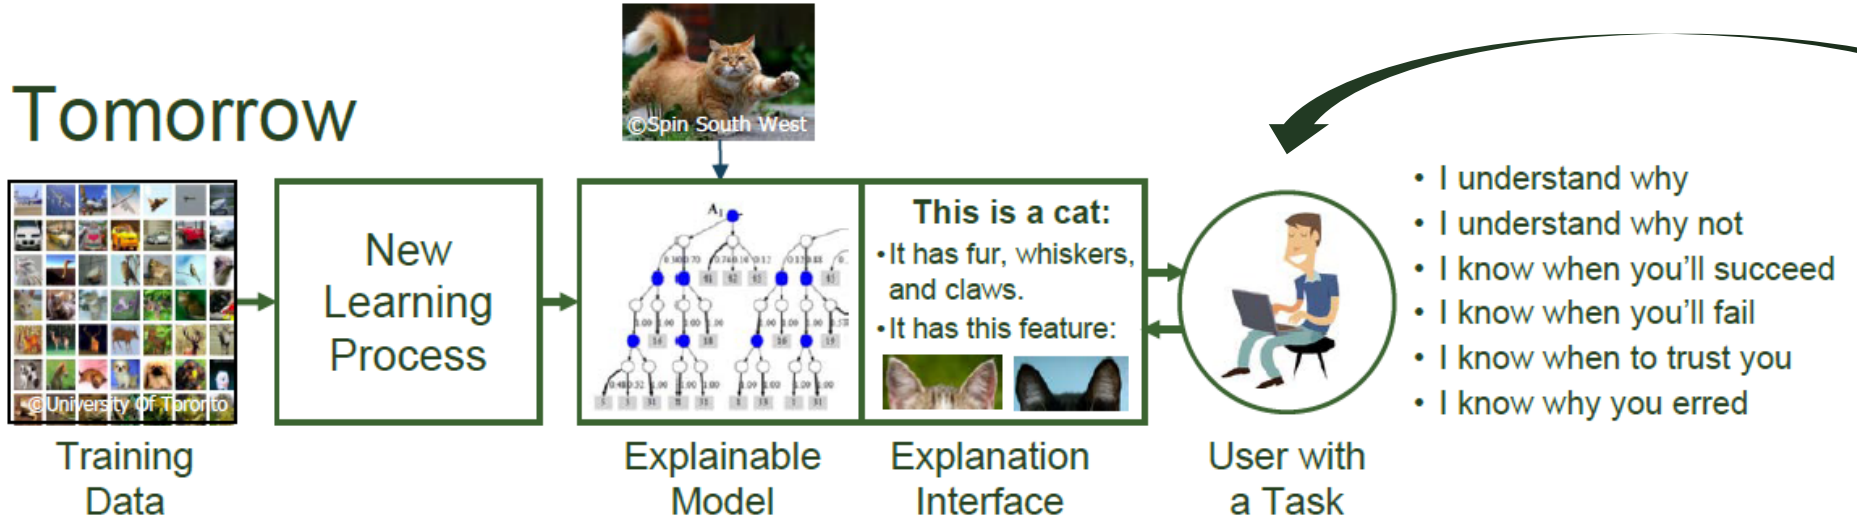 Tomorrow
©Spin South West
©University Of Toronto
New
Learning
Process
A1
This is a cat:
•It has fur, whiskers,
and claws.
•It has this feature:
• I understand why
• I understand why not
• I know when you'll succeed
• I know when you'll fail
• I know when to trust you
• I know why you erred
Training
Data
Explainable
Model
Explanation
Interface
User with
a Task